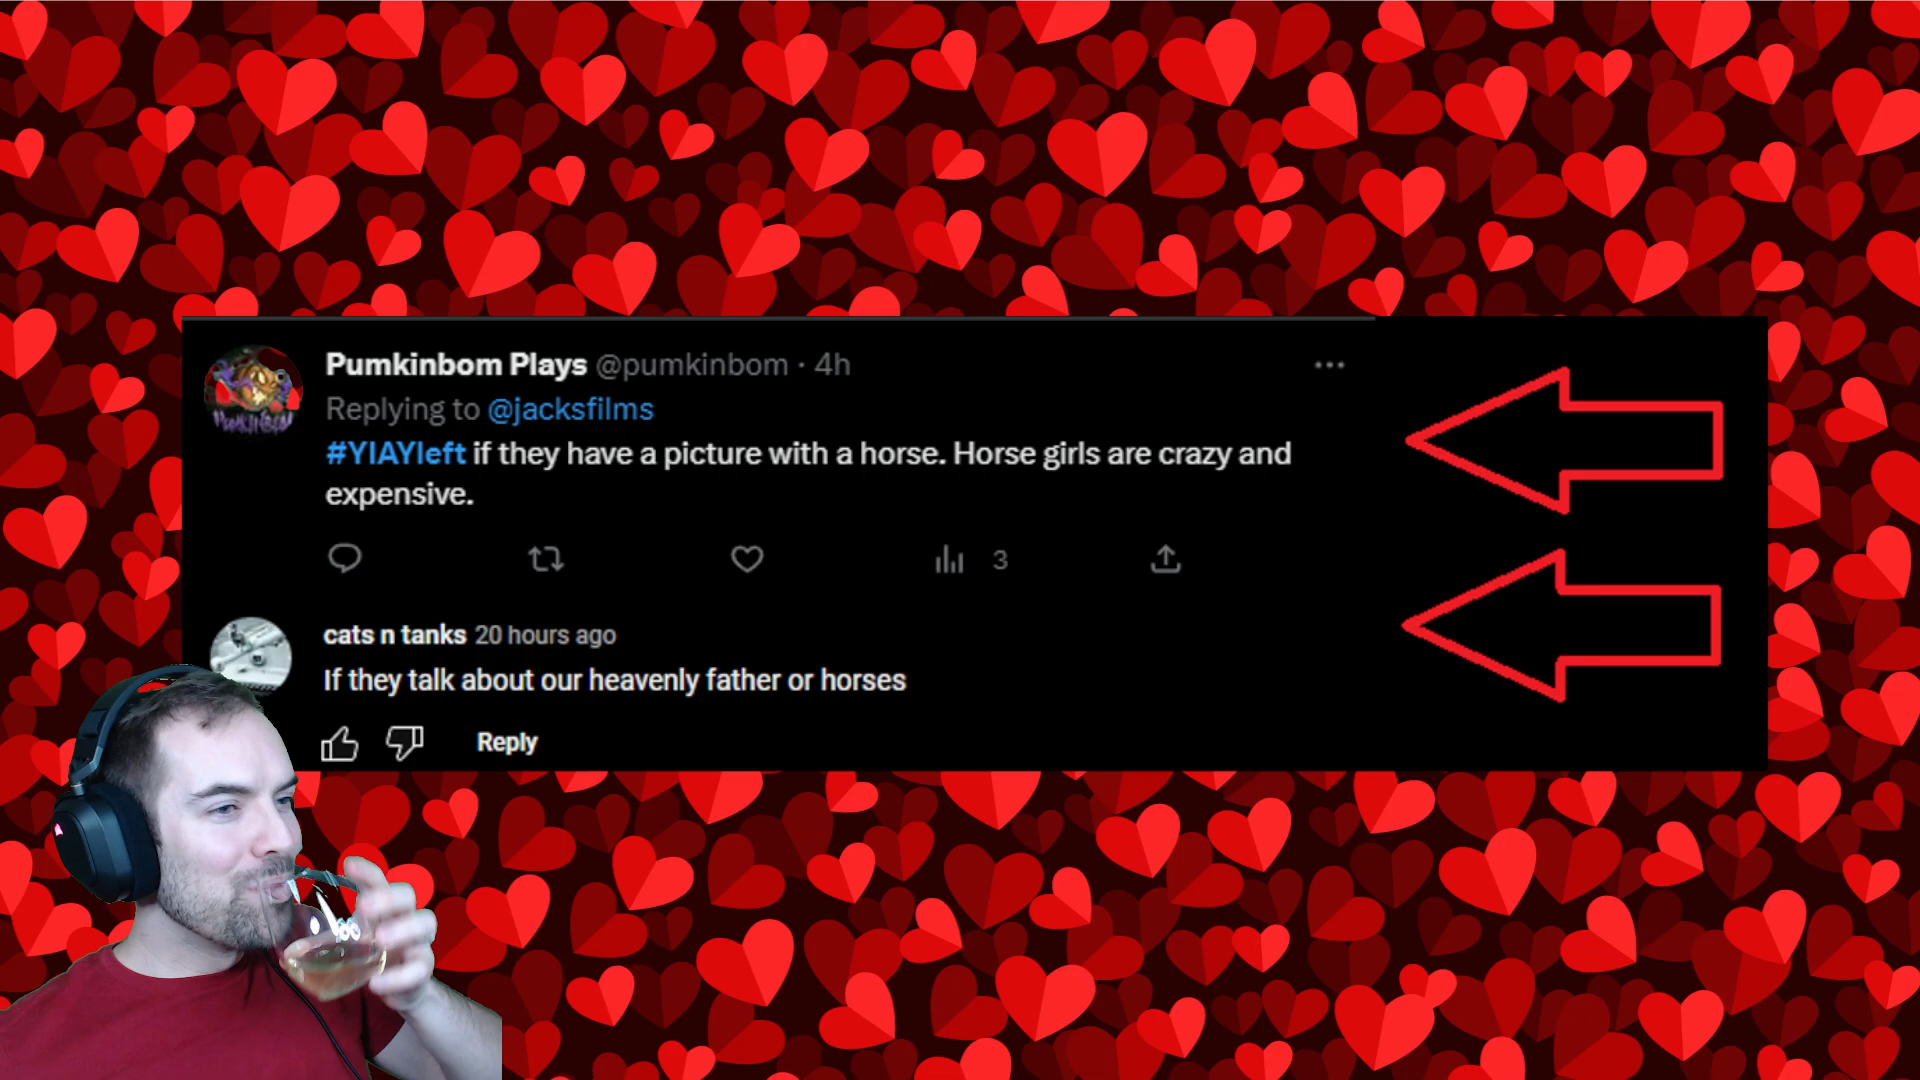 Pumkinbom Plays @pumkinbom · 4h
Replying to @jacksfilms
#YIAYleft if they have a picture with a horse. Horse girls are crazy and
expensive.
3
cats n tanks 20 hours ago
If they talk about our heavenly father or horses
Reply
PUMKINBOM